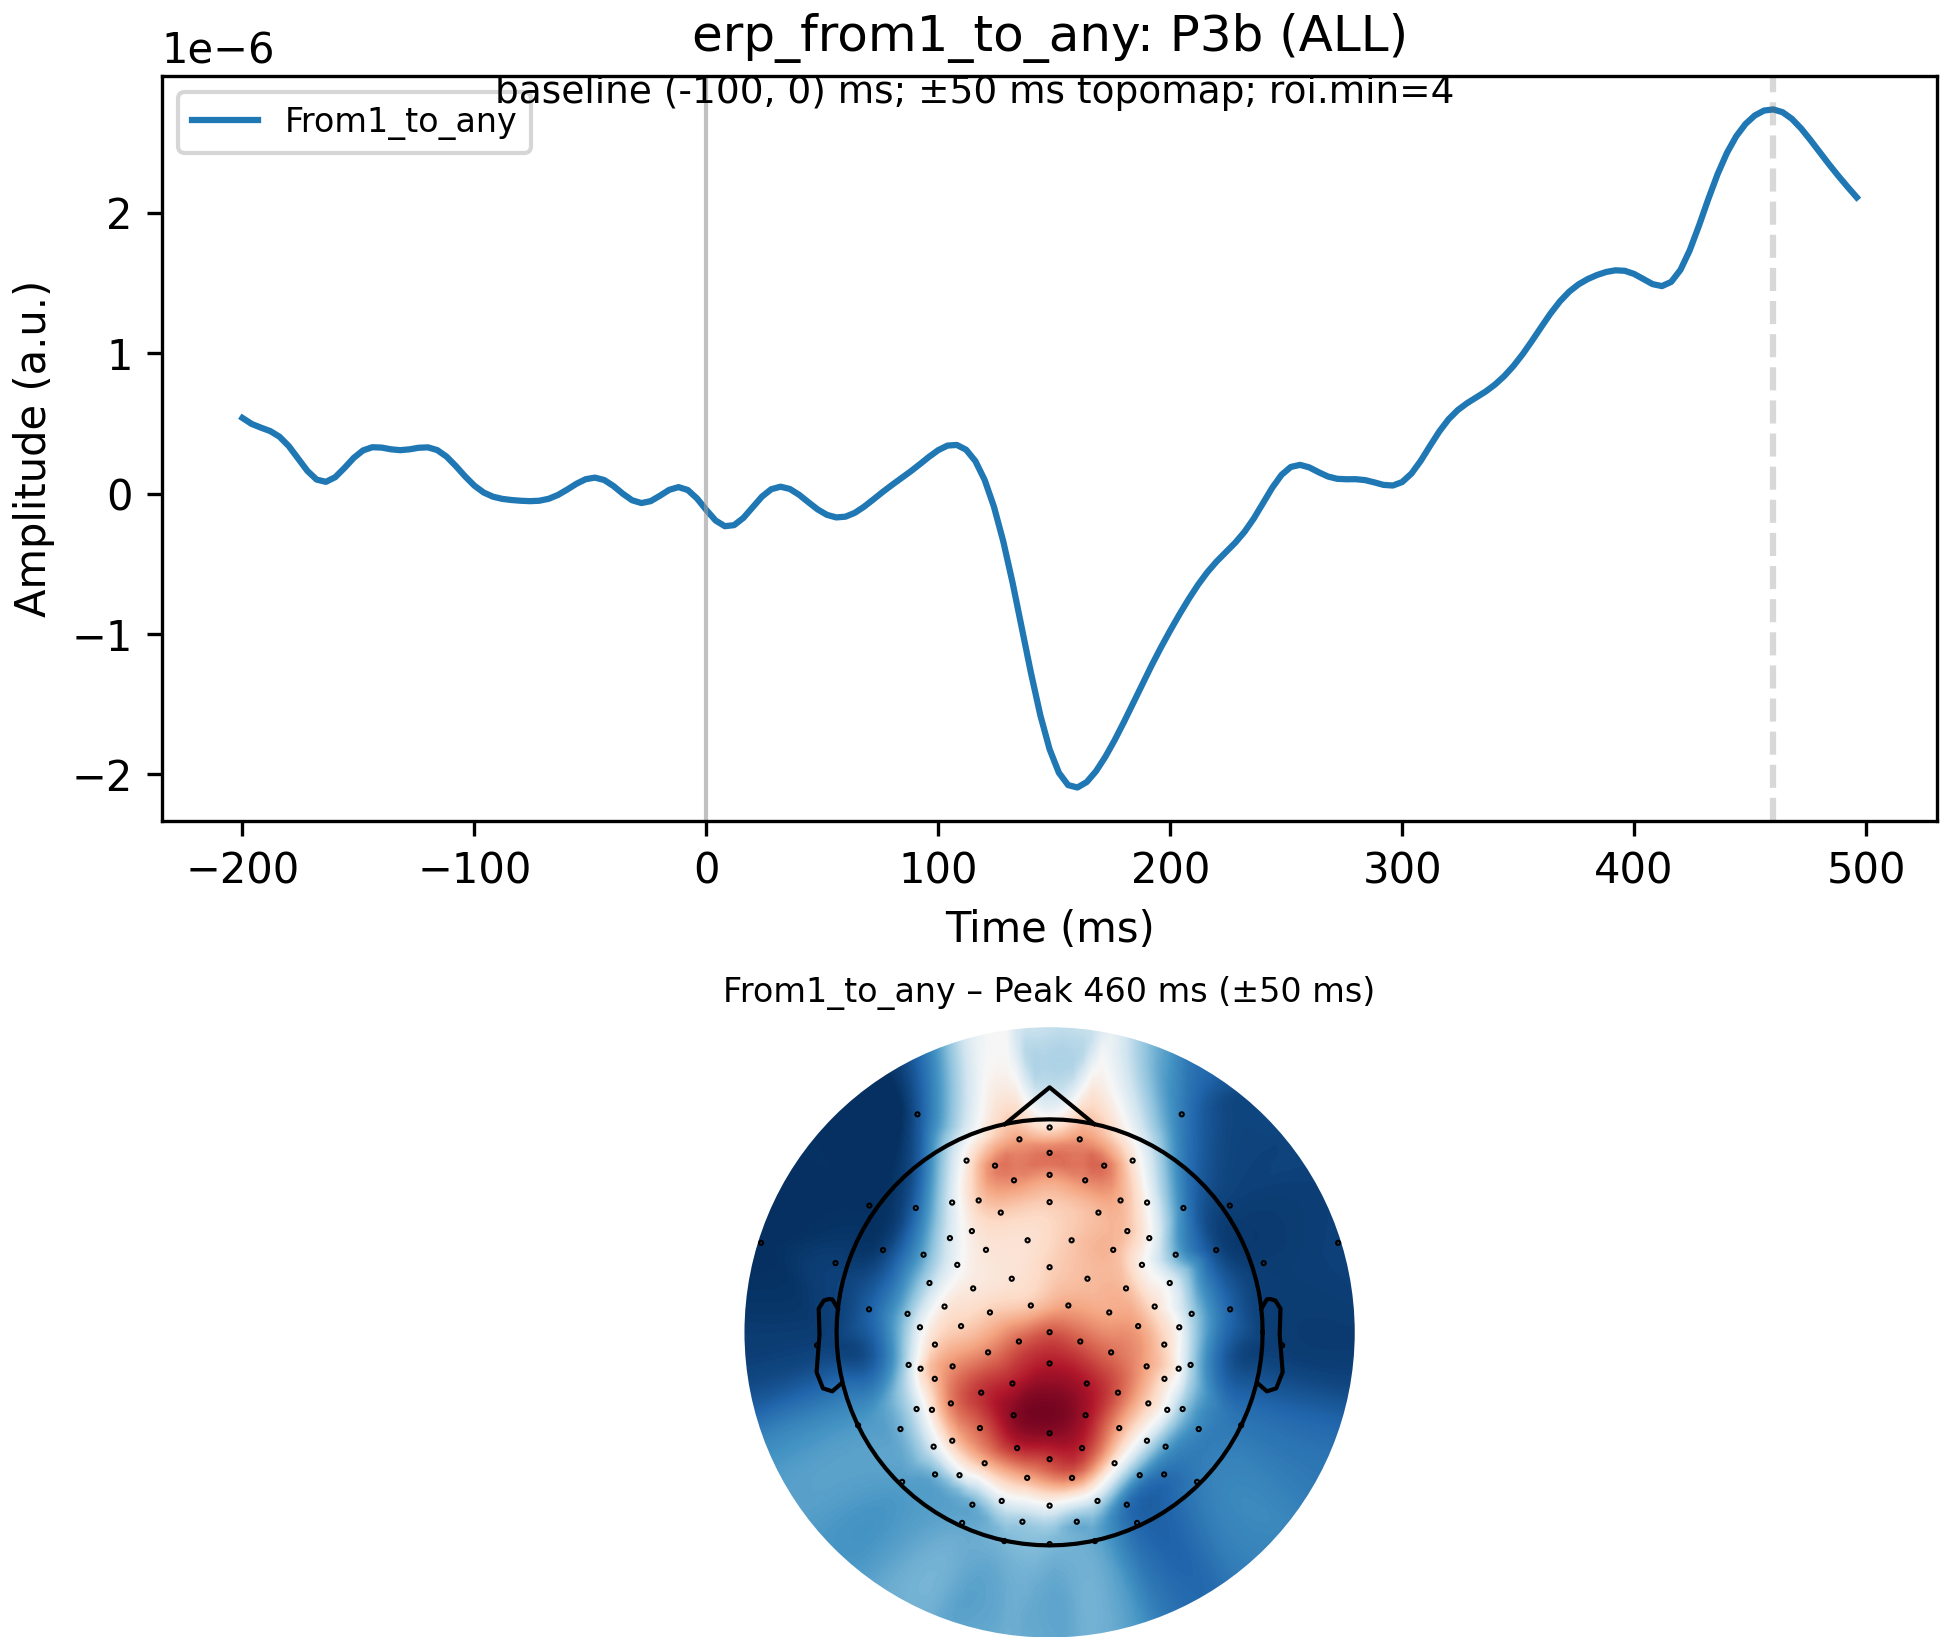 erp_from1_to_any: P3b (ALL)
1e−6
baseline (-100, 0) ms; ±50 ms topomap; roi.min=4
From1_to_any
Amplitude (a.u.)
2
1
0
−1
−2
−200 −100 0 100 200 300 400 500
Time (ms)
From1_to_any – Peak 460 ms (±50 ms)